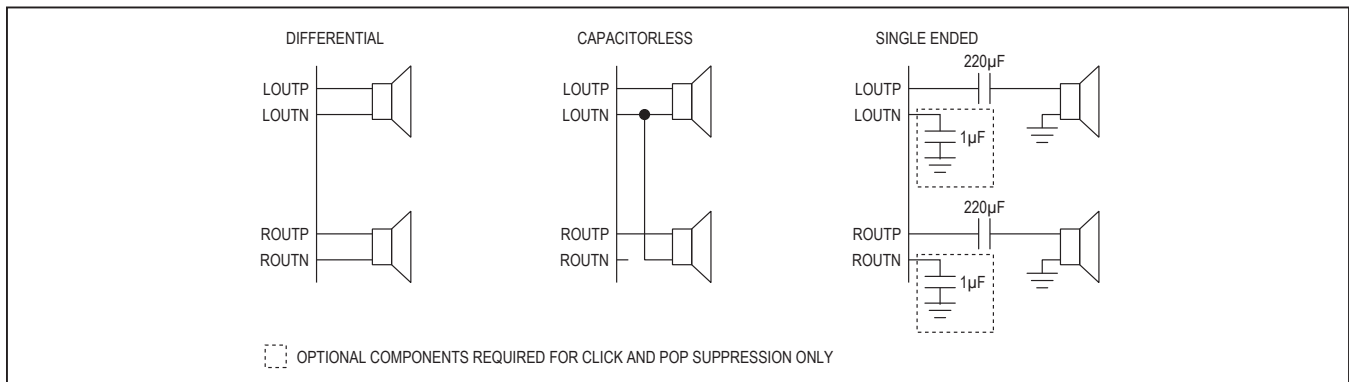 DIFFERENTIAL
LOUTP
LOUTN
ROUTP
ROUTN
CAPACITORLESS
LOUTP
LOUTN
ROUTP
ROUTN
SINGLE ENDED
220µF
LOUTP
LOUTN
1µF
220µF
ROUTP
ROUTN
1µF
OPTIONAL COMPONENTS REQUIRED FOR CLICK AND POP SUPPRESSION ONLY